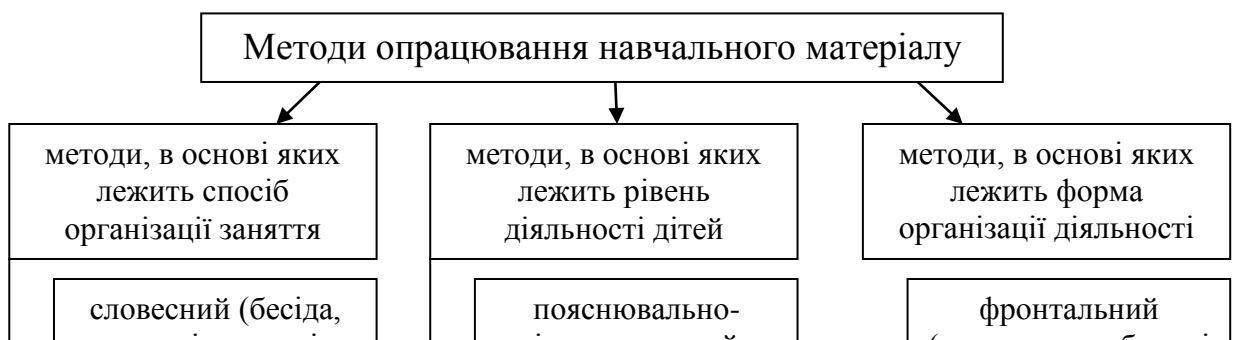 Методи опрацювання навчального матеріалу
методи, в основі яких
лежить спосіб
організації заняття
методи, в основі яких
лежить рівень
діяльності дітей
методи, в основі яких
лежить форма
організації діяльності
словесний (бесіда,
пояснювально-
фронтальний